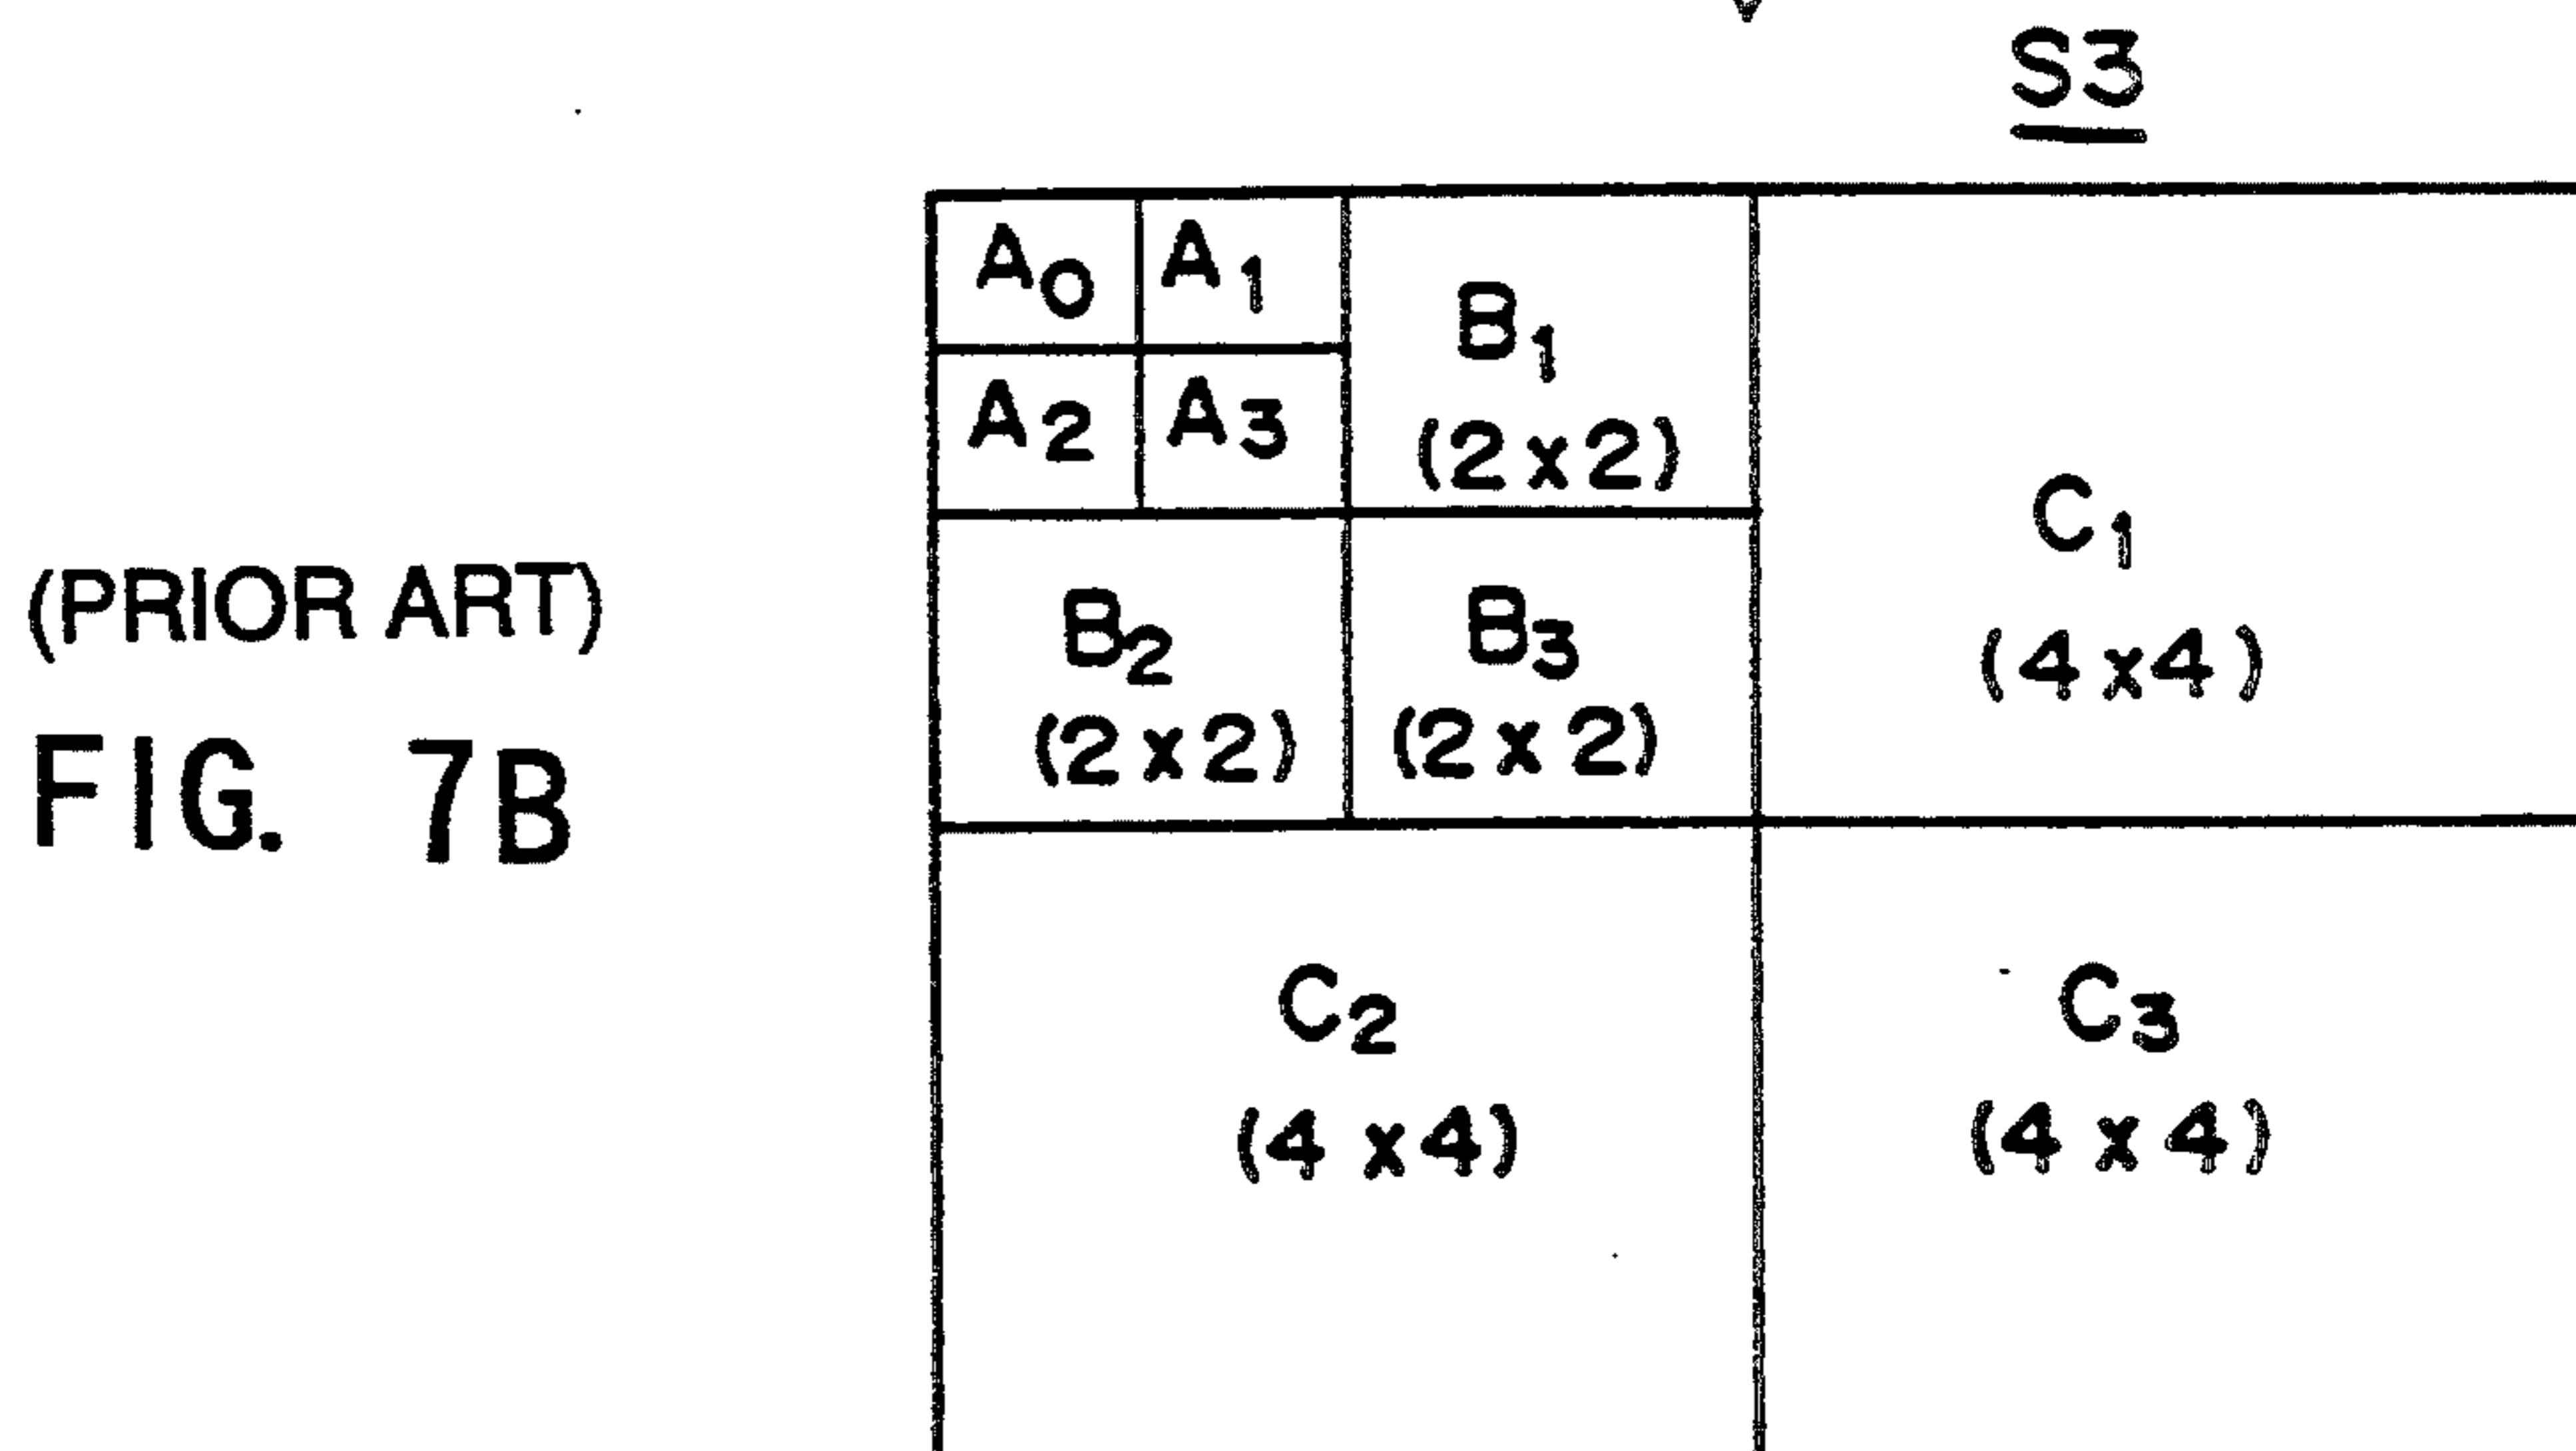 S3
A0 A1
B1
(2x2)
A2 A3
C1
(4x4)
B2 B3
(2x2) (2x2)
(PRIOR ART)
FIG. 7B
C2 C3
(4x4) (4x4)